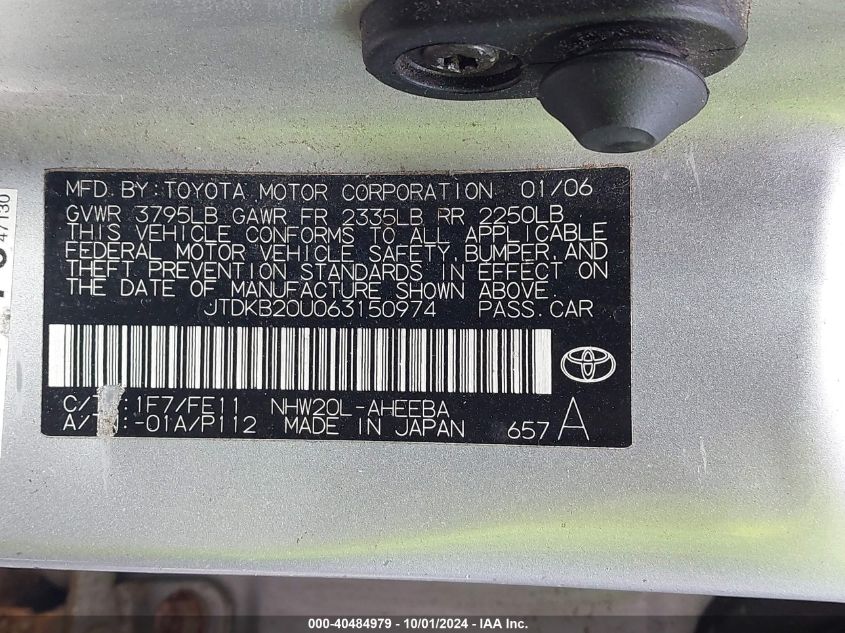 MFD. BY: TOYOTA MOTOR CORPORATION 01/06
GVWR 3795LB GAWR FR 2335LB RR 2250LB
THIS VEHICLE CONFORMS TO ALL APPLICABLE
FEDERAL MOTOR VEHICLE SAFETY, BUMPER, AND
THEFT PREVENTION STANDARDS IN EFFECT ON
THE DATE OF MANUFACTURE SHOWN ABOVE.
JTDKB20U063150974 PASS. CAR
C/TR: 1F7/FE11 NHW20L-AHEEBA
A/TM: -01A/P112 MADE IN JAPAN 657 A
47130
000-40484979 - 10/01/2024 - IAA Inc.